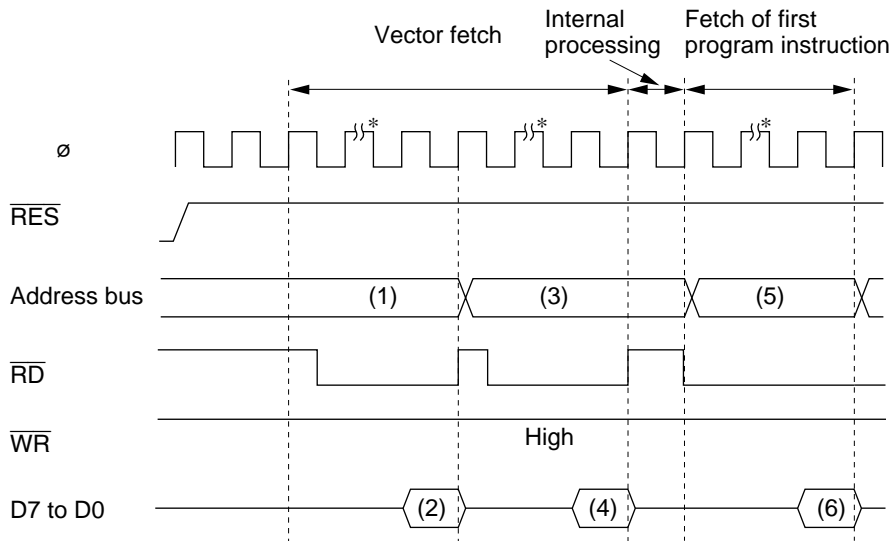 Vector fetch
Internal
processing
Fetch of first
program instruction
ø
*
*
*
RES
Address bus
(1)
(3)
(5)
RD
WR
High
D7 to D0
(2)
(4)
(6)